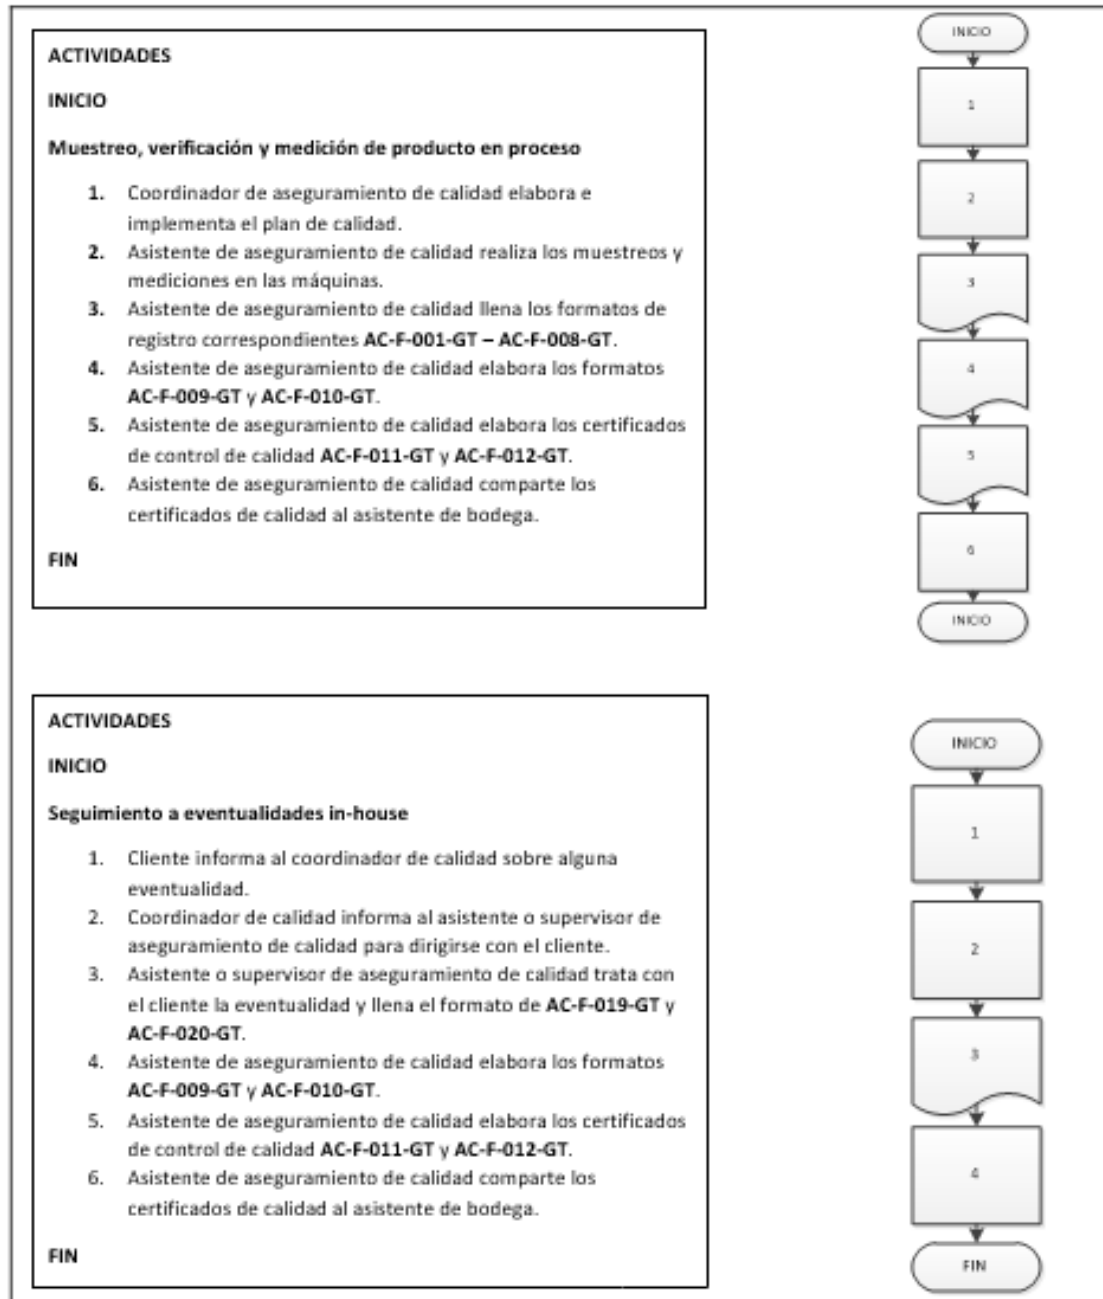 ACTIVIDADES
INICIO
Muestreo, verificación y medición de producto en proceso
1. Coordinador de aseguramiento de calidad elabora e
implementa el plan de calidad.
2. Asistente de aseguramiento de calidad realiza los muestreos y
mediciones en las máquinas.
3. Asistente de aseguramiento de calidad llena los formatos de
registro correspondientes AC-F-001-GT – AC-F-008-GT.
4. Asistente de aseguramiento de calidad elabora los formatos
AC-F-009-GT y AC-F-010-GT.
5. Asistente de aseguramiento de calidad elabora los certificados
de control de calidad AC-F-011-GT y AC-F-012-GT.
6. Asistente de aseguramiento de calidad comparte los
certificados de calidad al asistente de bodega.
FIN
INICIO
1
2
3
4
5
6
INICIO
ACTIVIDADES
INICIO
Seguimiento a eventualidades in-house
1. Cliente informa al coordinador de calidad sobre alguna
eventualidad.
2. Coordinador de calidad informa al asistente o supervisor de
aseguramiento de calidad para dirigirse con el cliente.
3. Asistente o supervisor de aseguramiento de calidad trata con
el cliente la eventualidad y llena el formato de AC-F-019-GT y
AC-F-020-GT.
4. Asistente de aseguramiento de calidad elabora los formatos
AC-F-009-GT y AC-F-010-GT.
5. Asistente de aseguramiento de calidad elabora los certificados
de control de calidad AC-F-011-GT y AC-F-012-GT.
6. Asistente de aseguramiento de calidad comparte los
certificados de calidad al asistente de bodega.
FIN
INICIO
1
2
3
4
FIN